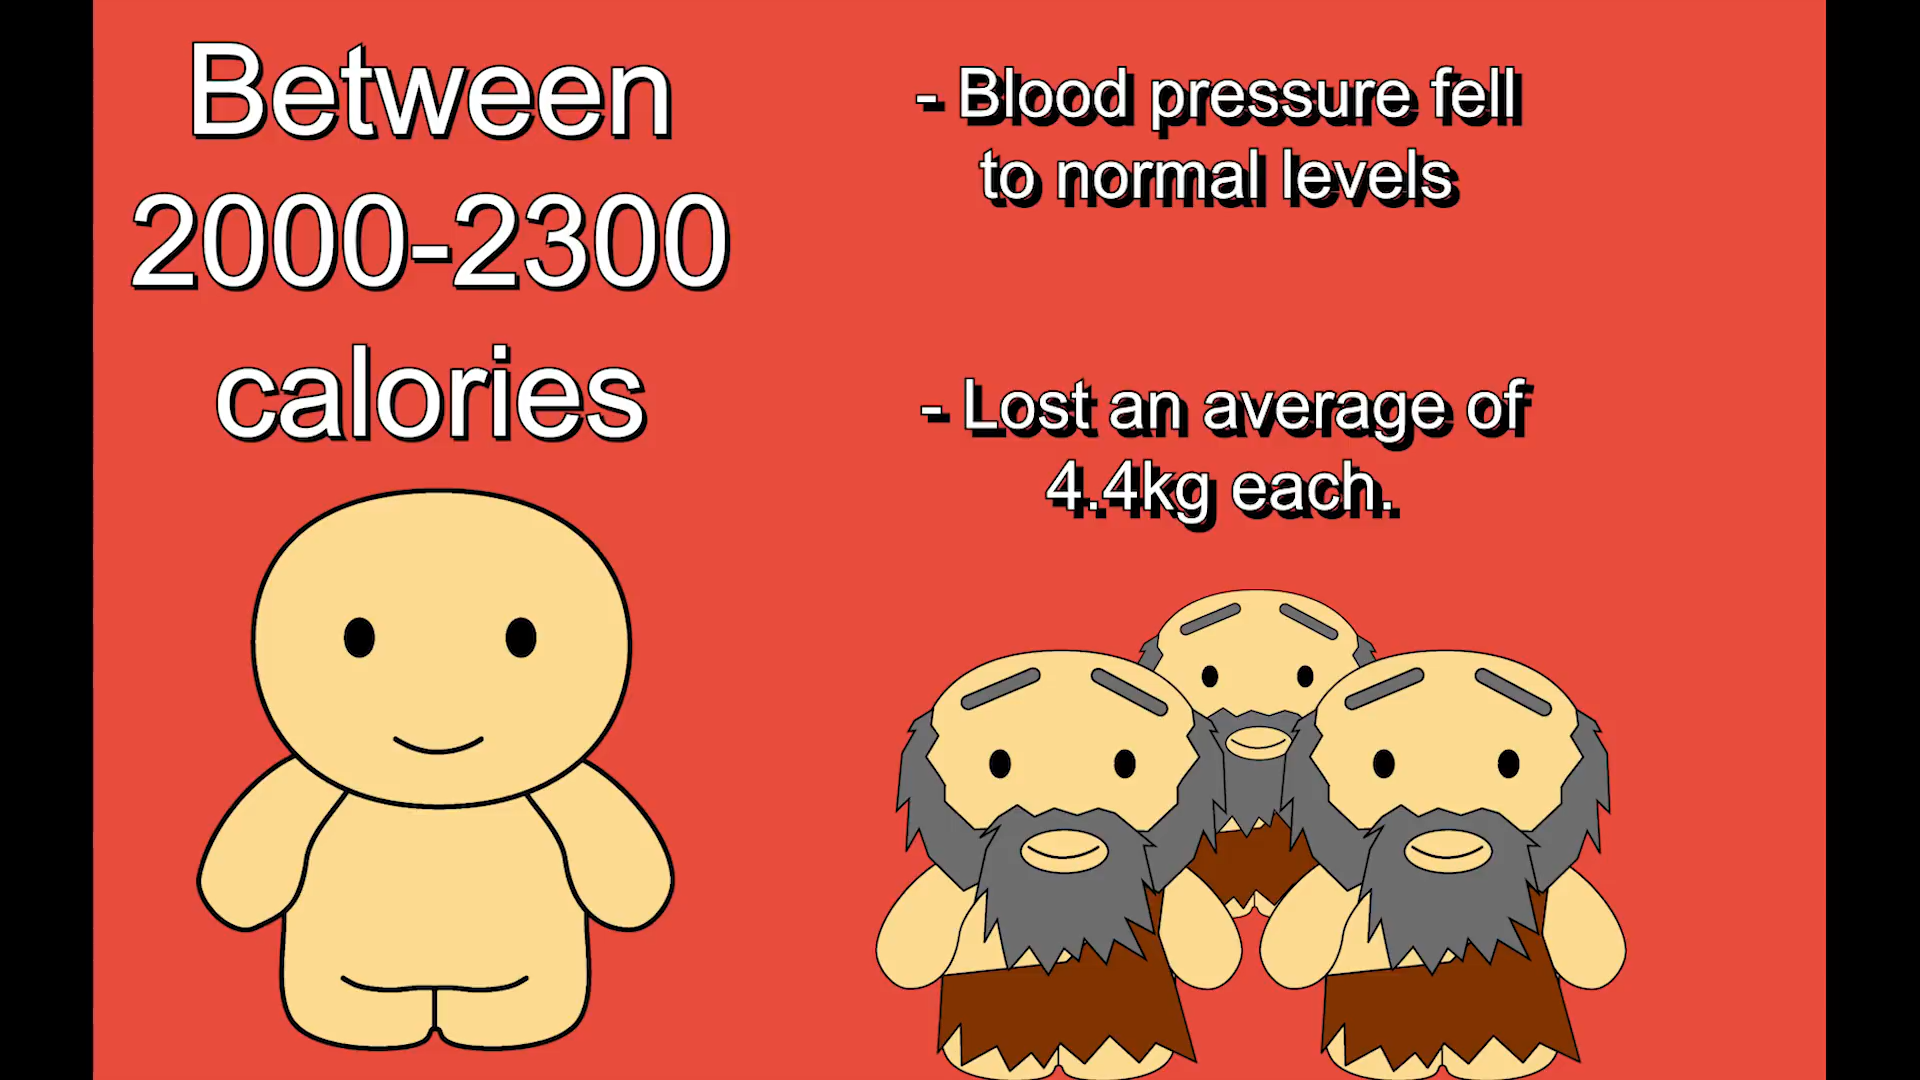 Between
2000-2300
calories
- Blood pressure fell
to normal levels
- Lost an average of
4.4kg each.